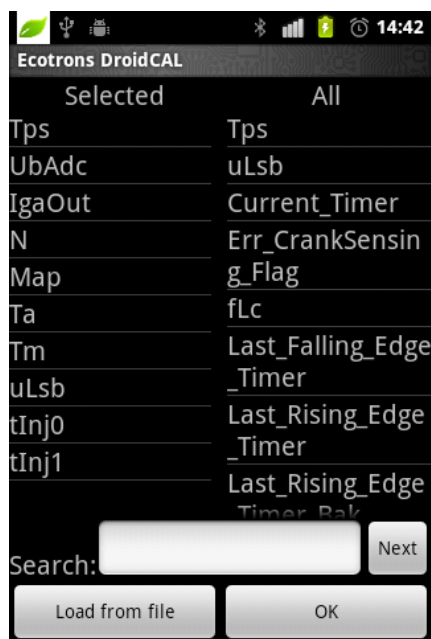 14:42
Ecotrons DroidCAL
Selected
All
Tps
UbAdc
IgaOut
N
Map
Ta
Tm
uLsb
tInj0
tInj1
Tps
uLsb
Current_Timer
Err_CrankSensin
g_Flag
fLc
Last_Falling_Edge
_Timer
Last_Rising_Edge
_Timer
Last_Rising_Edge
_Timer_Bak
Search:
Next
Load from file
OK